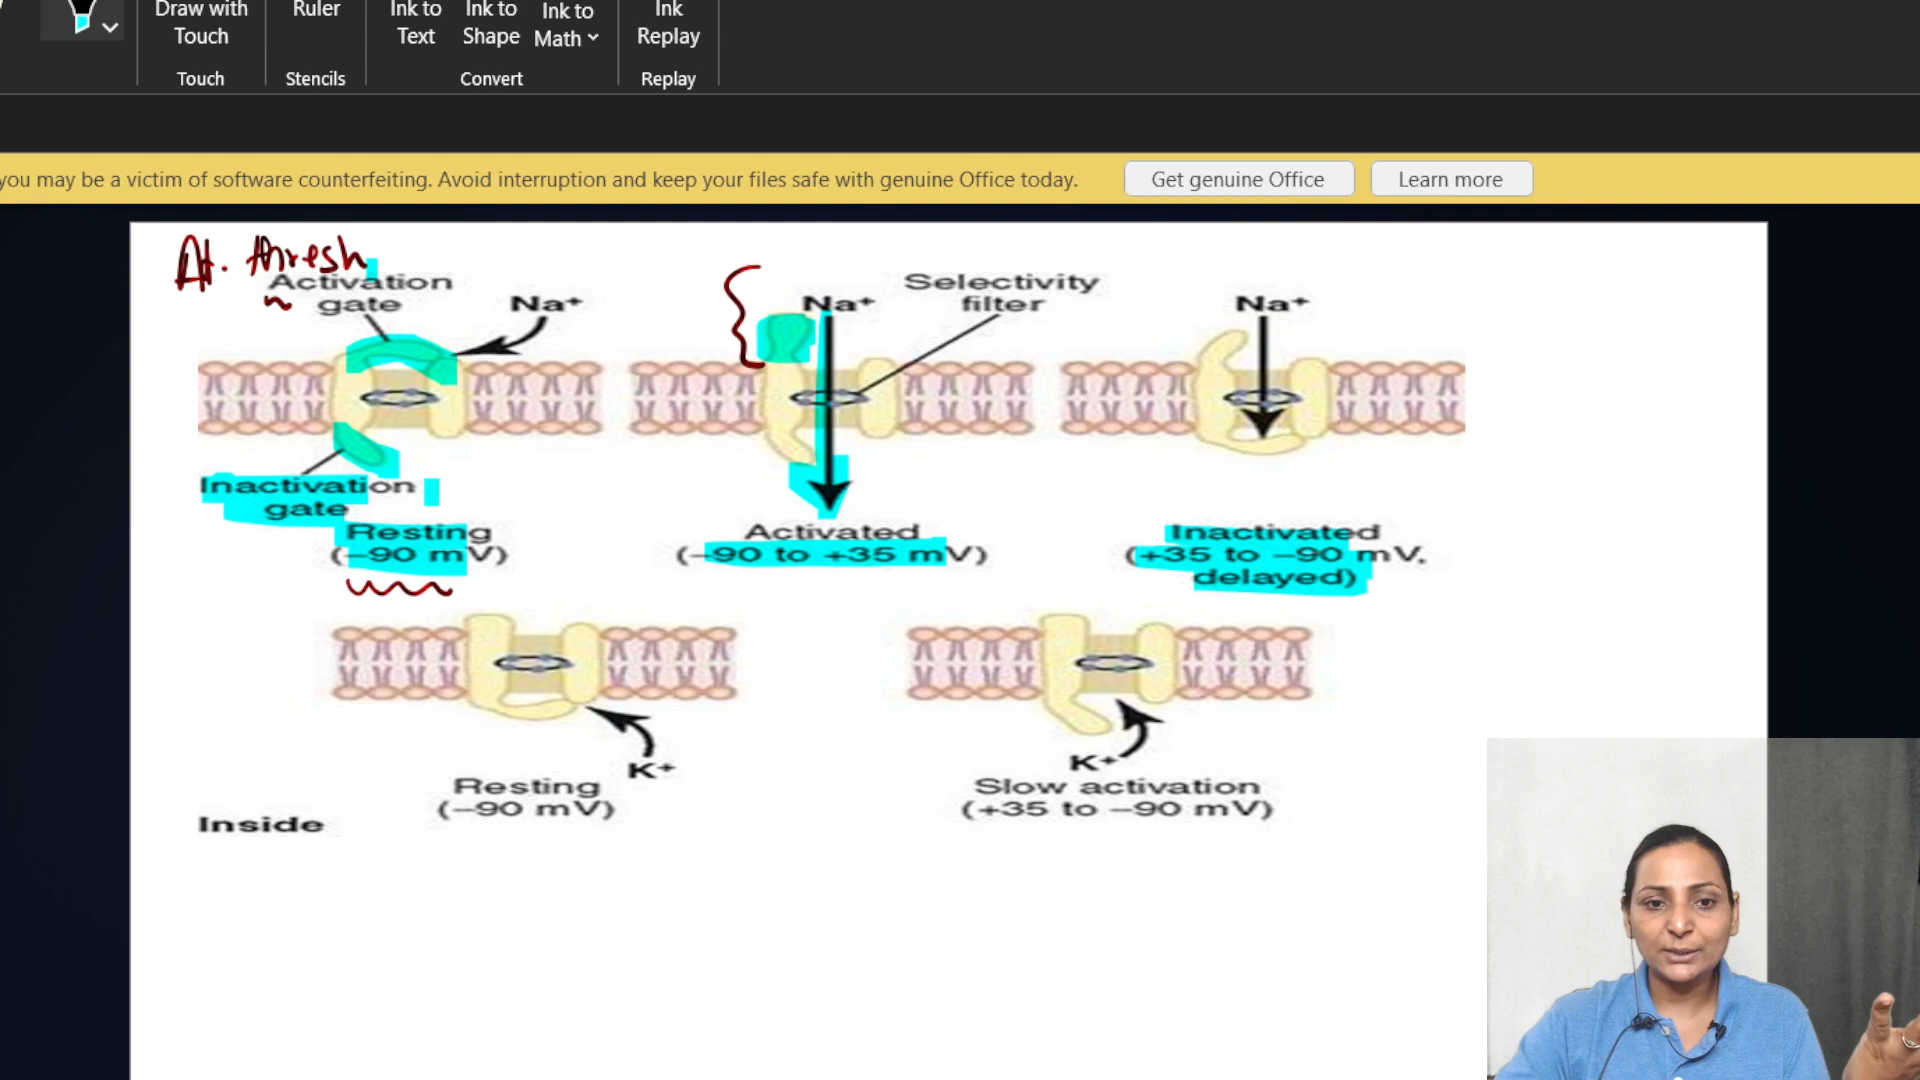 Draw with
Touch
Ruler
Ink to
Text
Ink to
Shape
Ink to
Math
Ink
Replay
Touch
Stencils
Convert
Replay
you may be a victim of software counterfeiting. Avoid interruption and keep your files safe with genuine Office today.
Get genuine Office
Learn more
At. thresh
Activation
gate
Na+
Na+
Selectivity
filter
Na+
Inactivation
gate
Resting
(–90 mV)
Activated
(–90 to +35 mV)
Inactivated
(+35 to –90 mV,
delayed)
K+
Resting
(–90 mV)
K+
Slow activation
(+35 to –90 mV)
Inside